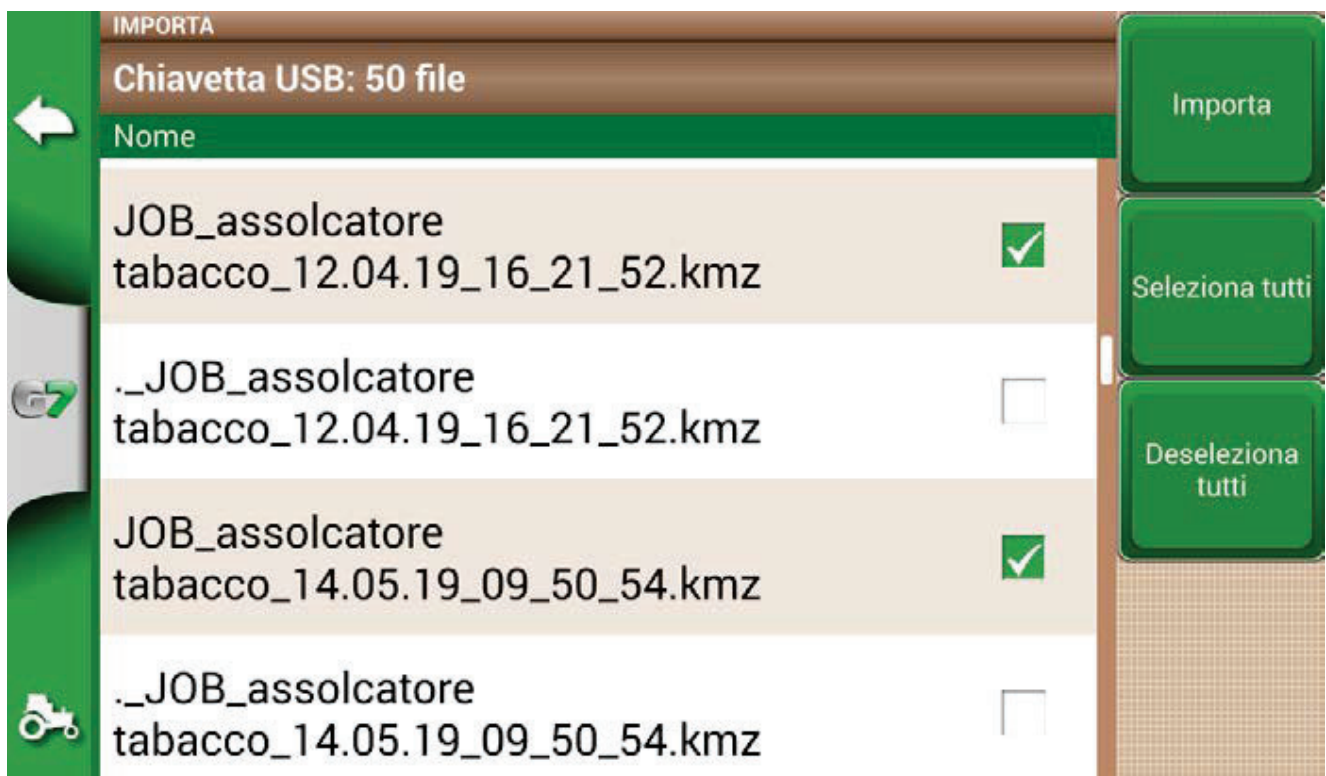 IMPORTA
Chiavetta USB: 50 file
Nome
JOB_assolcatore
tabacco_12.04.19_16_21_52.kmz
._JOB_assolcatore
tabacco_12.04.19_16_21_52.kmz
JOB_assolcatore
tabacco_14.05.19_09_50_54.kmz
._JOB_assolcatore
tabacco_14.05.19_09_50_54.kmz
G7
Importa
Seleziona tutti
Deseleziona
tutti